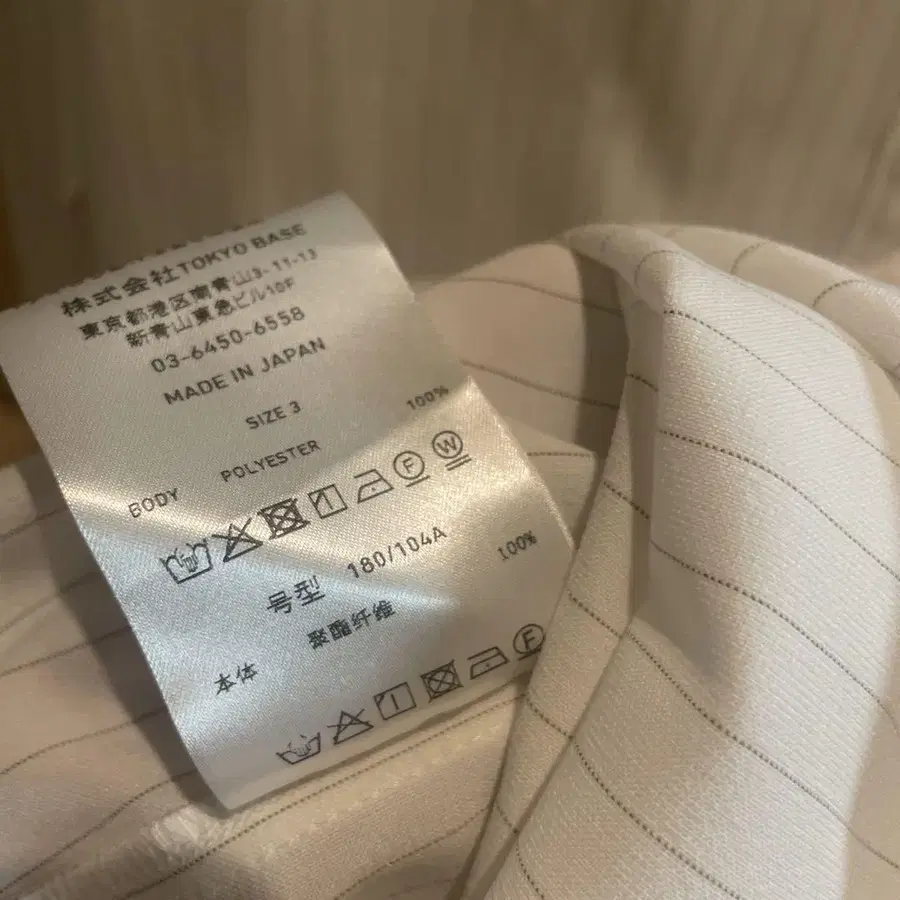 株式会社TOKYO BASE
東京都港区南青山3-11-13
新青山東急ビル10F
03-6450-6558
MADE IN JAPAN
SIZE 3
BODY POLYESTER 100%
F W
号型 180/104A
本体 聚酯纤维 100%
F